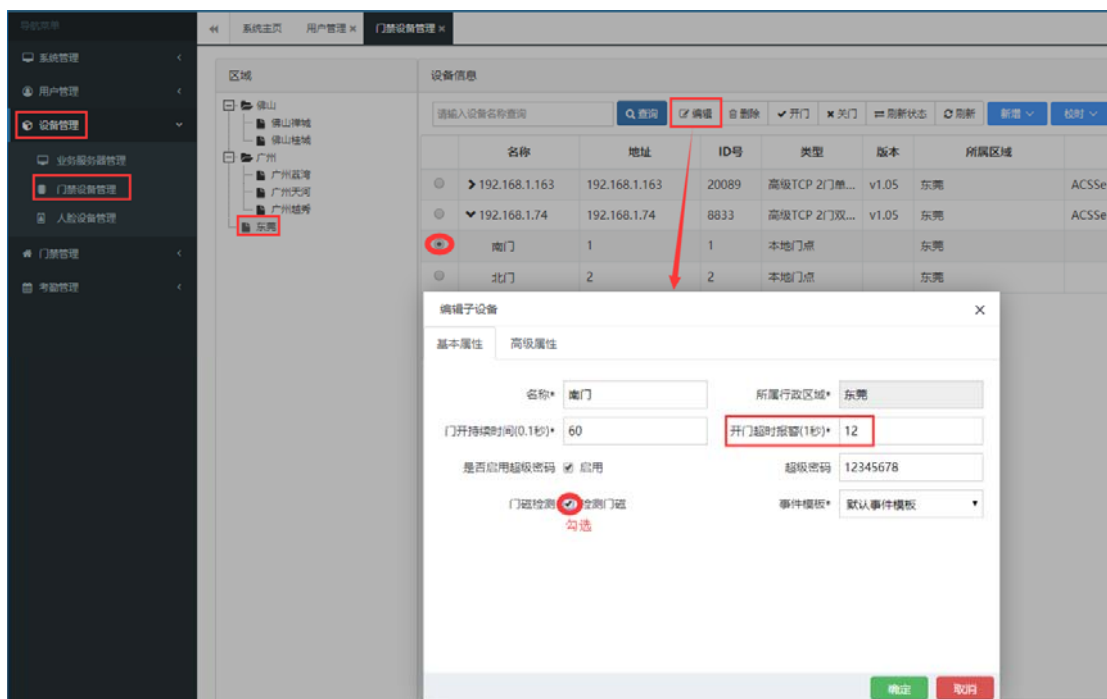 导航菜单
系统管理
用户管理
设备管理
业务服务器管理
门禁设备管理
人脸设备管理
门禁管理
考勤管理
系统主页 用户管理 × 门禁设备管理 ×
区域
佛山
佛山禅城
佛山桂城
广州
广州荔湾
广州天河
广州越秀
东莞
设备信息
请输入设备名称查询 查询 编辑 删除 开门 关门 刷新状态 刷新 新增 校时
名称 地址 ID号 类型 版本 所属区域
192.168.1.163 192.168.1.163 20089 高级TCP 2门单... v1.05 东莞 ACSSe
192.168.1.74 192.168.1.74 8833 高级TCP 2门双... v1.05 东莞 ACSSe
南门 1 1 本地门点 东莞
北门 2 2 本地门点 东莞
编辑子设备 ×
基本属性 高级属性
名称* 南门 所属行政区域* 东莞
门开持续时间(0.1秒)* 60 开门超时报警(1秒)* 12
是否启用超级密码 启用 超级密码 12345678
门磁检测 检测门磁 事件模板* 默认事件模板
勾选
确定 取消